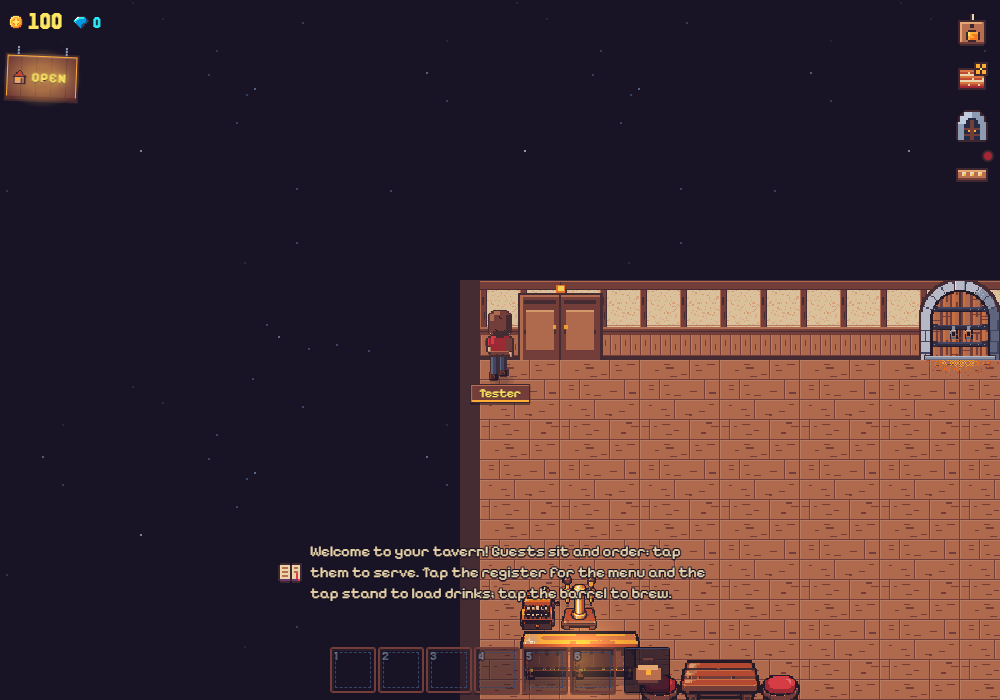 100 0
OPEN
Tester
Welcome to your tavern! Guests sit and order: tap
them to serve. Tap the register for the menu and the
tap stand to load drinks; tap the barrel to brew.
1 2 3 4 5 6